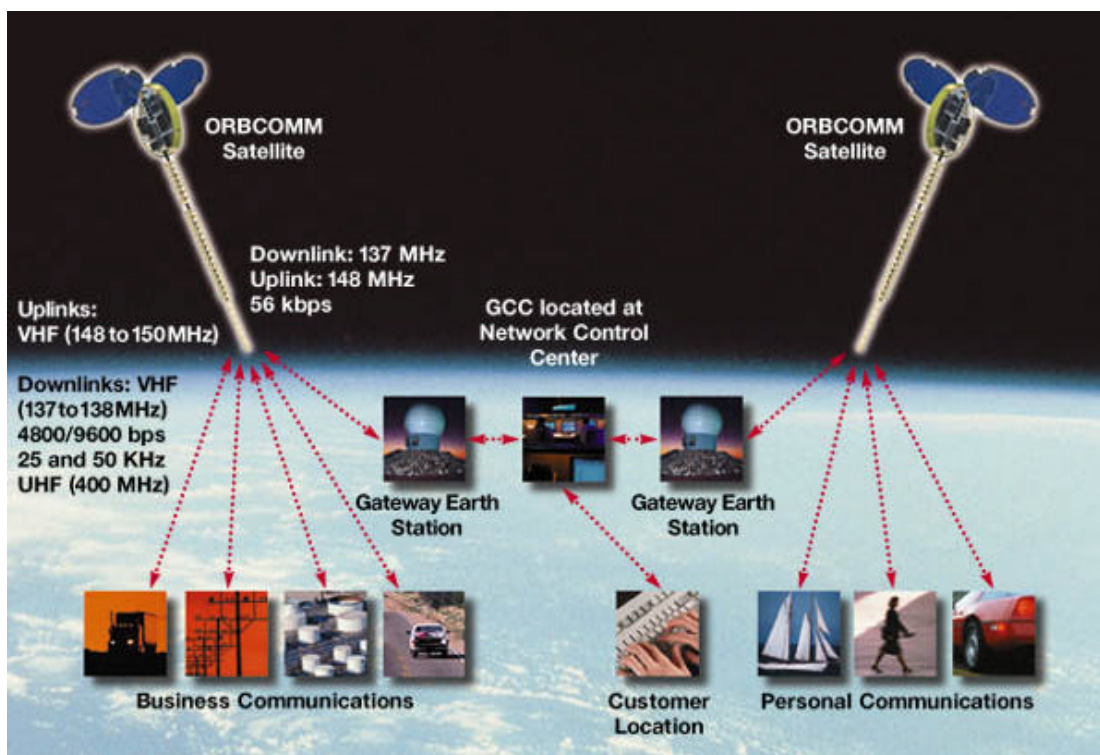 ORBCOMM
Satellite
ORBCOMM
Satellite
Downlink: 137 MHz
Uplink: 148 MHz
56 kbps
Uplinks:
VHF (148 to 150MHz)
GCC located at
Network Control
Center
Downlinks: VHF
(137to138MHz)
4800/9600 bps
25 and 50 KHz
UHF (400 MHz)
Gateway Earth
Station
Gateway Earth
Station
Business Communications
Customer
Location
Personal Communications